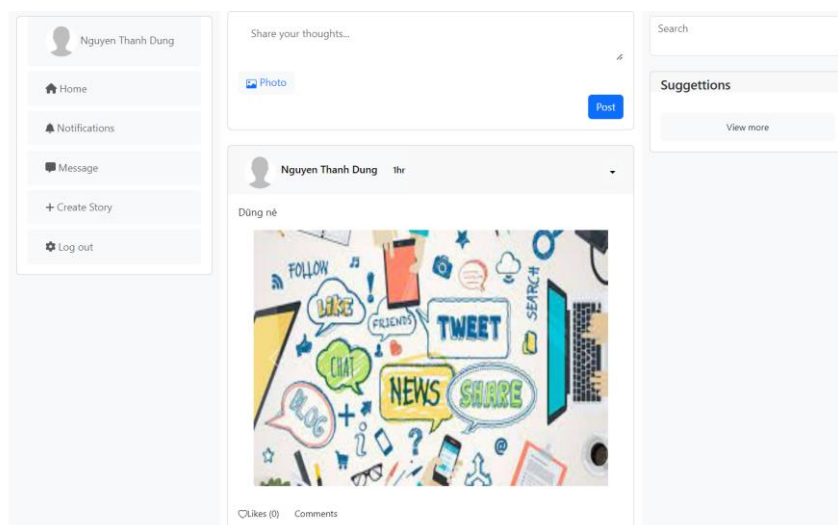 Nguyen Thanh Dung
Home
Notifications
Message
Create Story
Log out
Share your thoughts...
Photo
Post
Nguyen Thanh Dung 1hr
Dũng nè
FOLLOW
LIKE
FRIENDS
TWEET
SEARCH
CHAT
NEWS
SHARE
BLOG
Likes (0) Comments
Search
Suggettions
View more